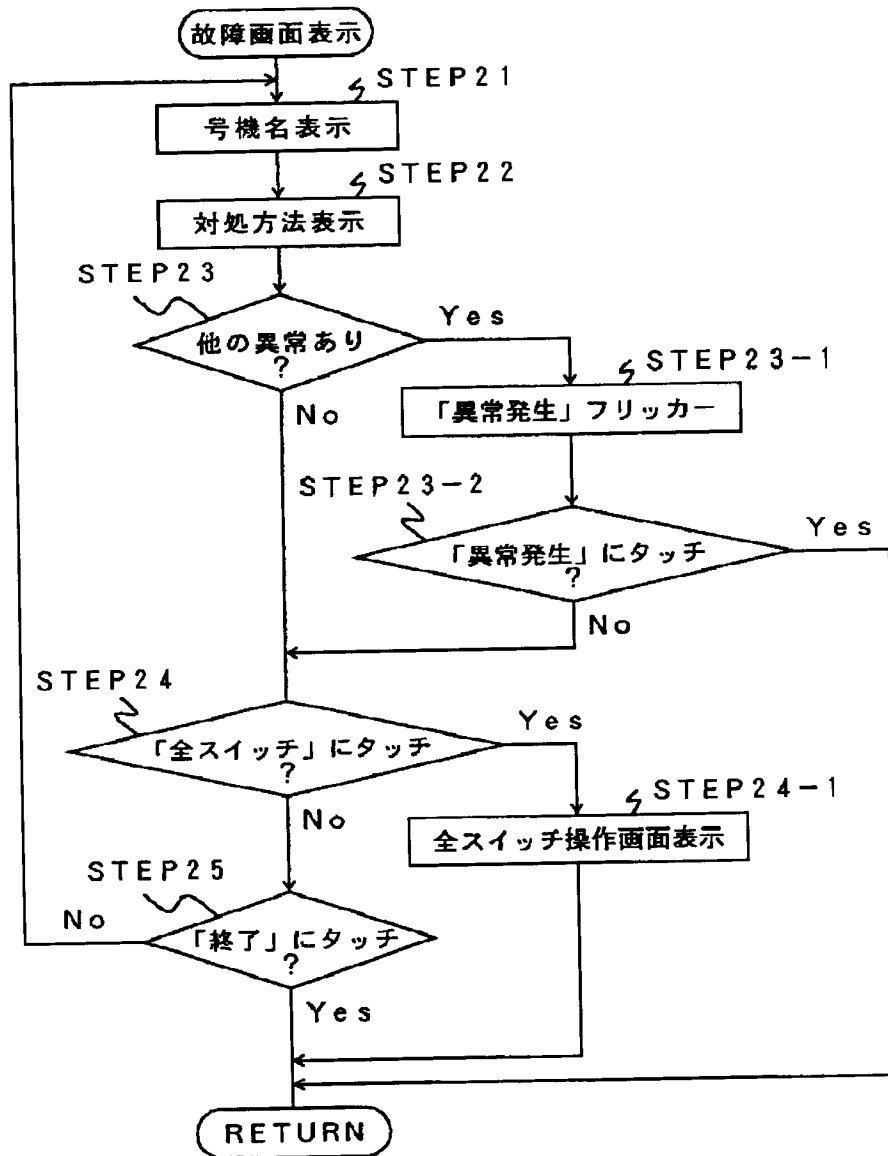 故障画面表示
STEP21
号機名表示
STEP22
対処方法表示
STEP23
他の異常あり
?
Yes
No
STEP23-1
「異常発生」フリッカー
STEP23-2
「異常発生」にタッチ
?
Yes
No
STEP24
「全スイッチ」にタッチ
?
Yes
No
STEP24-1
全スイッチ操作画面表示
STEP25
「終了」にタッチ
?
No
Yes
RETURN